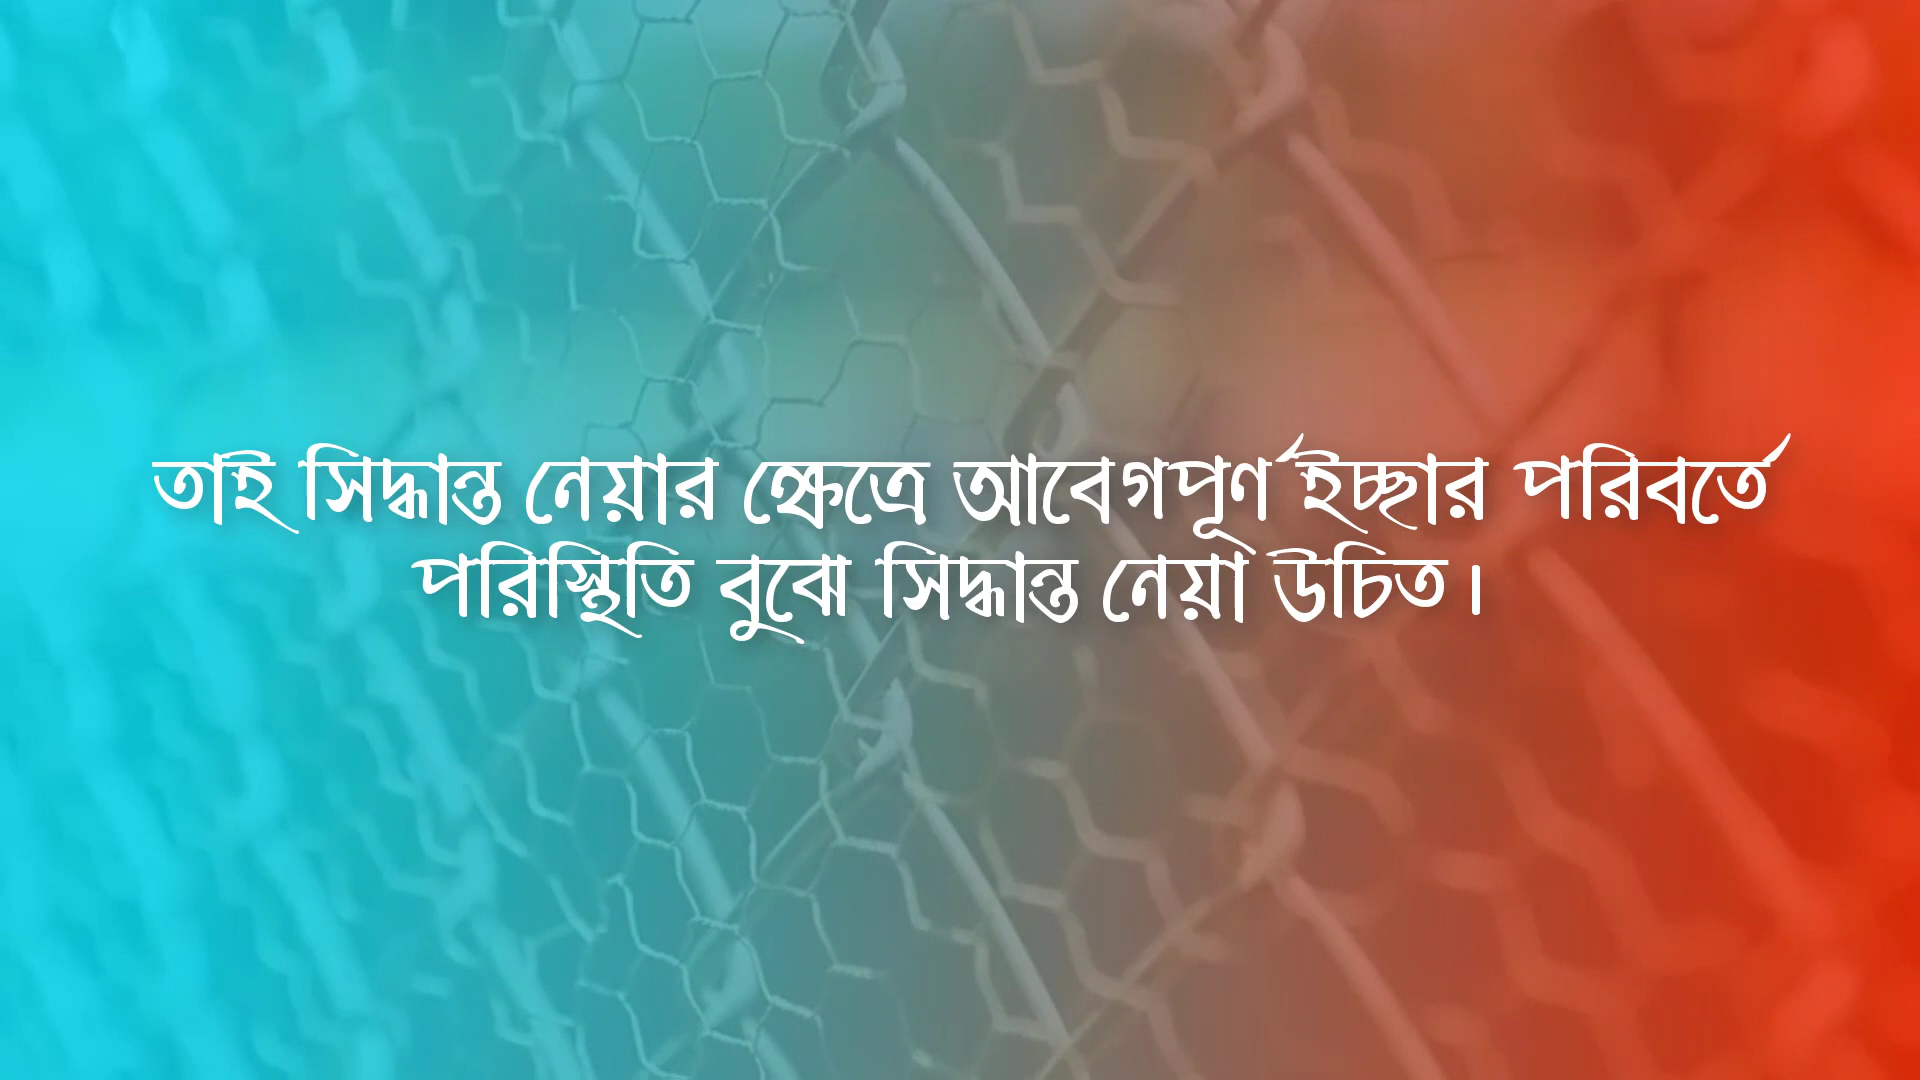 তাই সিদ্ধান্ত নেয়ার ক্ষেত্রে আবেগপূর্ণ ইচ্ছার পরিবর্তে
পরিস্থিতি বুঝে সিদ্ধান্ত নেয়া উচিত।